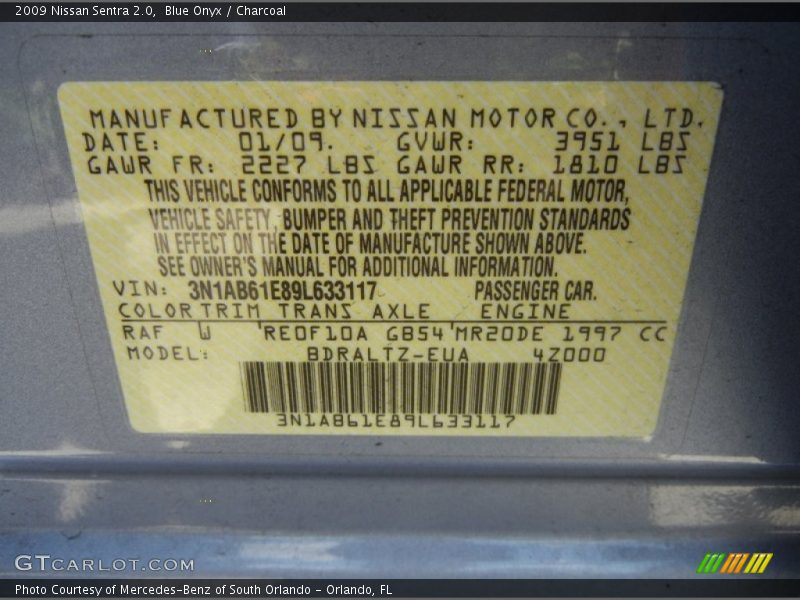 2009 Nissan Sentra 2.0,  Blue Onyx / Charcoal
MANUFACTURED BY NISSAN MOTOR CO., LTD.
DATE: 01/09. GVWR: 3951 LBS
GAWR FR: 2227 LBS GAWR RR: 1810 LBS
THIS VEHICLE CONFORMS TO ALL APPLICABLE FEDERAL MOTOR,
VEHICLE SAFETY, BUMPER AND THEFT PREVENTION STANDARDS
IN EFFECT ON THE DATE OF MANUFACTURE SHOWN ABOVE.
SEE OWNER'S MANUAL FOR ADDITIONAL INFORMATION.
VIN: 3N1AB61E89L633117 PASSENGER CAR.
COLOR TRIM TRANS AXLE ENGINE
RAF W 'RE0F10A GB54'MR20DE 1997 CC
MODEL: BDRALTZ-EUA 4Z000
3N1AB61E89L633117
GTCARLOT.COM
Photo Courtesy of Mercedes-Benz of South Orlando - Orlando, FL